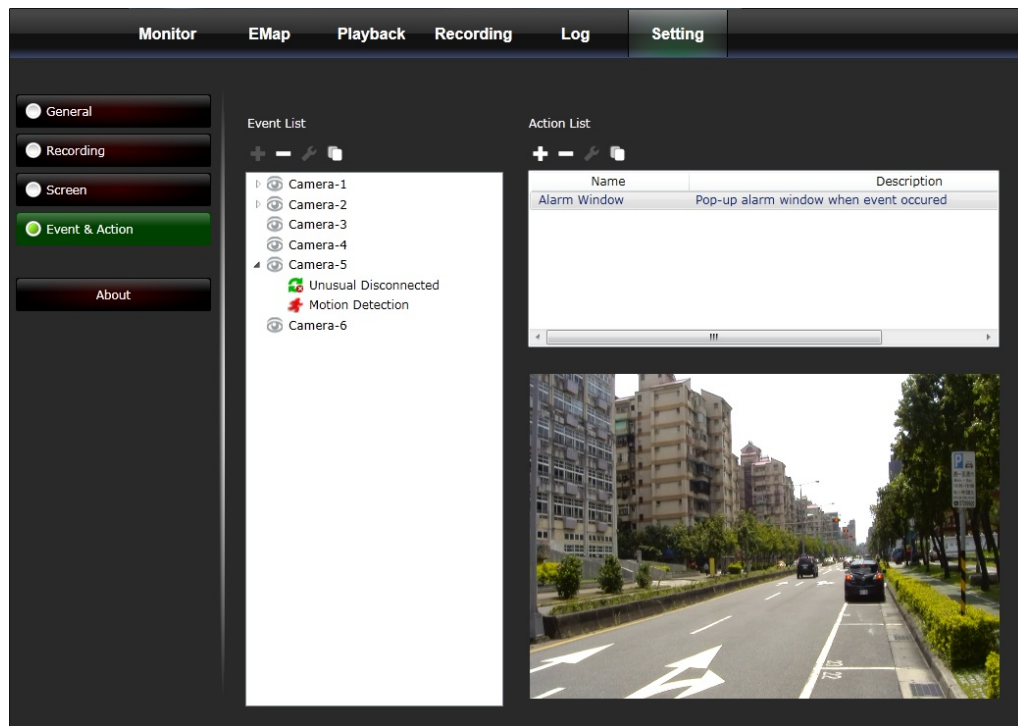 Monitor EMap Playback Recording Log Setting
General
Recording
Screen
Event & Action
About
Event List
Camera-1
Camera-2
Camera-3
Camera-4
Camera-5
Unusual Disconnected
Motion Detection
Camera-6
Action List
Name Description
Alarm Window Pop-up alarm window when event occured
P
21
22